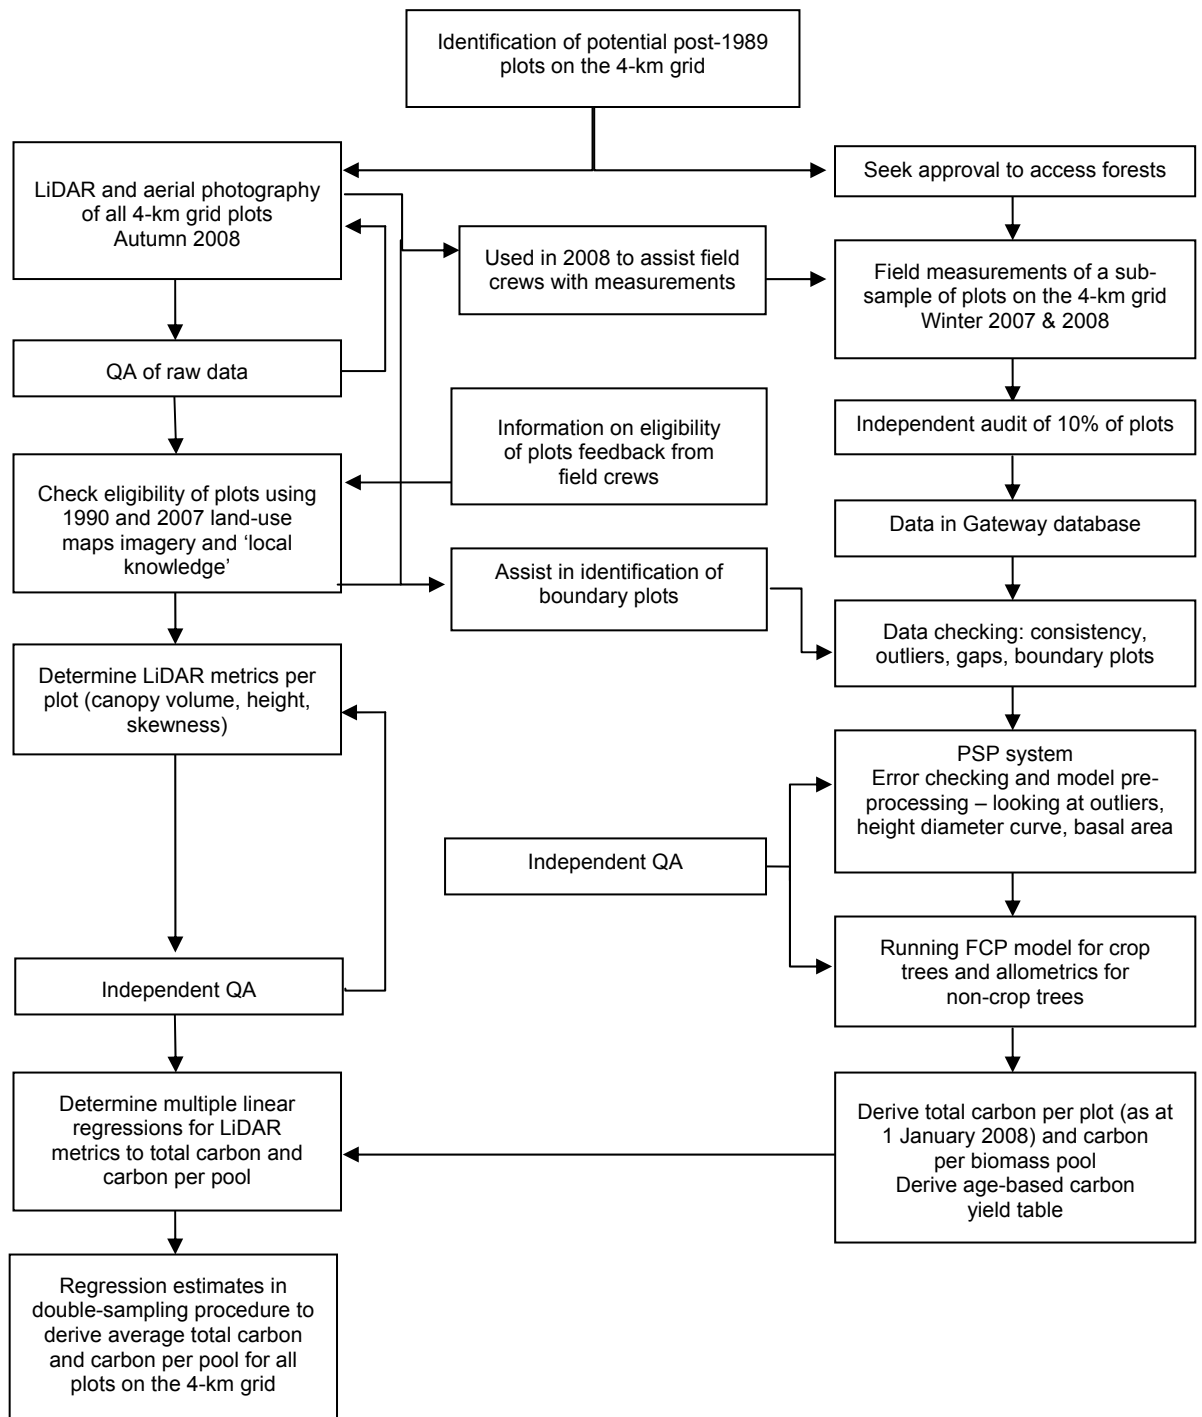 Identification of potential post-1989
plots on the 4-km grid
LiDAR and aerial photography
of all 4-km grid plots
Autumn 2008
Seek approval to access forests
Used in 2008 to assist field
crews with measurements
Field measurements of a sub-
sample of plots on the 4-km grid
Winter 2007 & 2008
QA of raw data
Information on eligibility
of plots feedback from
field crews
Independent audit of 10% of plots
Check eligibility of plots using
1990 and 2007 land-use
maps imagery and ‘local
knowledge’
Data in Gateway database
Assist in identification of
boundary plots
Data checking: consistency,
outliers, gaps, boundary plots
Determine LiDAR metrics per
plot (canopy volume, height,
skewness)
PSP system
Error checking and model pre-
processing – looking at outliers,
height diameter curve, basal area
Independent QA
Running FCP model for crop
trees and allometrics for
non-crop trees
Independent QA
Determine multiple linear
regressions for LiDAR
metrics to total carbon and
carbon per pool
Derive total carbon per plot (as at
1 January 2008) and carbon
per biomass pool
Derive age-based carbon
yield table
Regression estimates in
double-sampling procedure to
derive average total carbon
and carbon per pool for all
plots on the 4-km grid